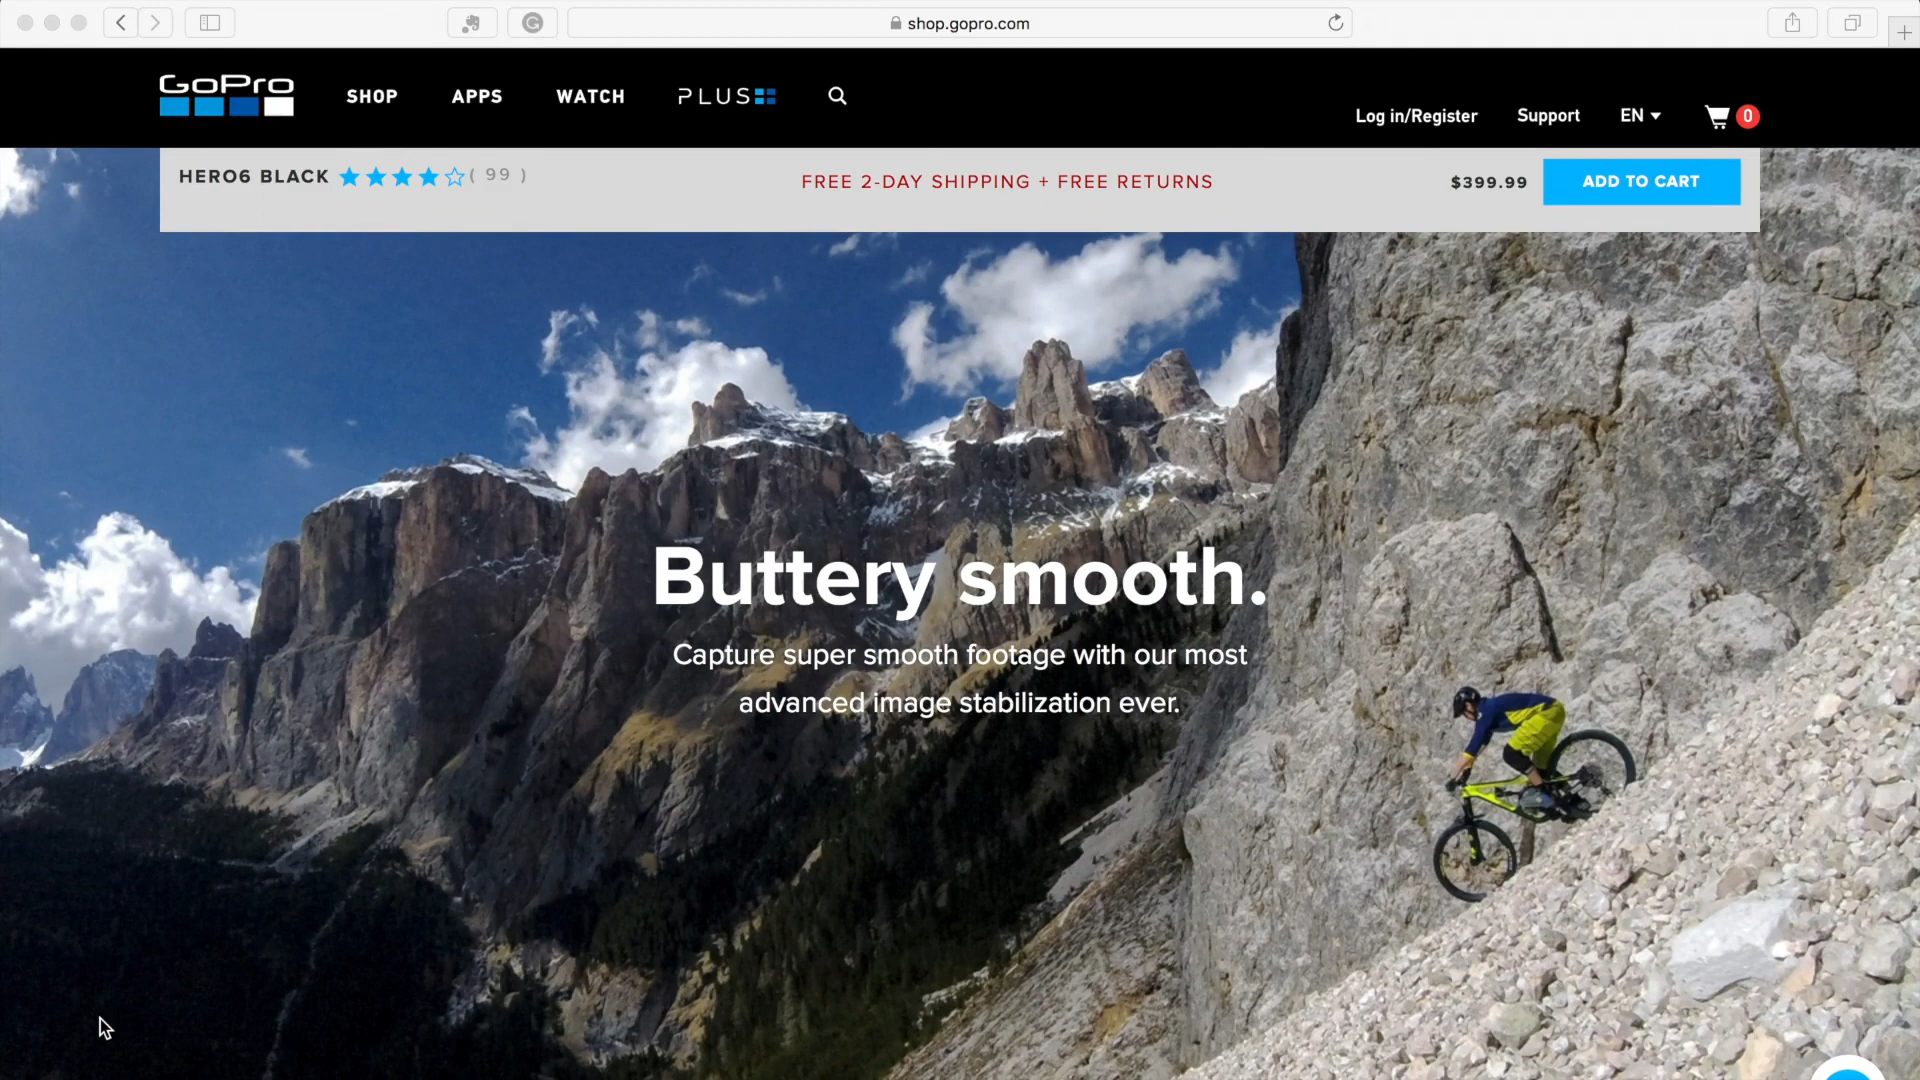 shop.gopro.com
GoPro
SHOP
APPS
WATCH
PLUS
Log in/Register
Support
EN
0
HERO6 BLACK
( 99 )
FREE 2-DAY SHIPPING + FREE RETURNS
$399.99
ADD TO CART
Buttery smooth.
Capture super smooth footage with our most
advanced image stabilization ever.